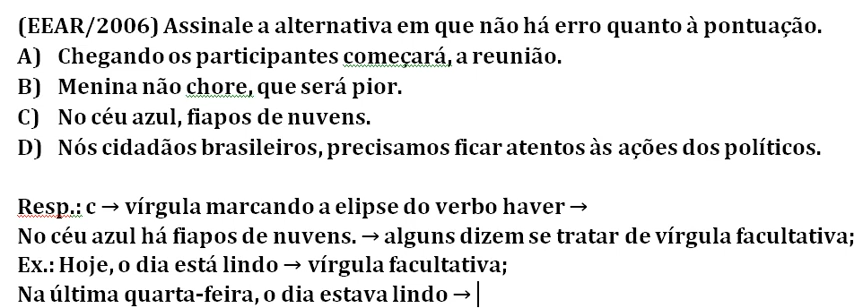 (EEAR/2006) Assinale a alternativa em que não há erro quanto à pontuação.
A) Chegando os participantes começará, a reunião.
B) Menina não chore, que será pior.
C) No céu azul, fiapos de nuvens.
D) Nós cidadãos brasileiros, precisamos ficar atentos às ações dos políticos.
Resp.: c → vírgula marcando a elipse do verbo haver →
No céu azul há fiapos de nuvens. → alguns dizem se tratar de vírgula facultativa;
Ex.: Hoje, o dia está lindo → vírgula facultativa;
Na última quarta-feira, o dia estava lindo →